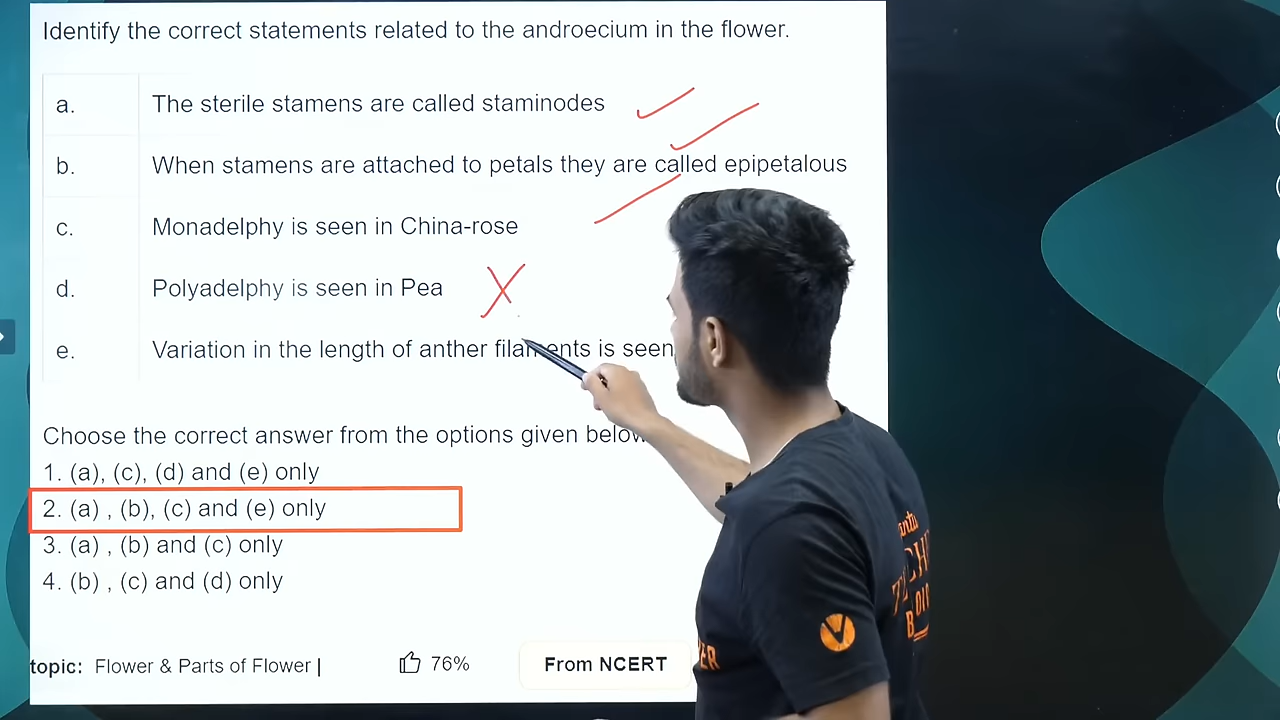 Identify the correct statements related to the androecium in the flower.
a. The sterile stamens are called staminodes
b. When stamens are attached to petals they are called epipetalous
c. Monadelphy is seen in China-rose
d. Polyadelphy is seen in Pea
e. Variation in the length of anther filaments is seen
Choose the correct answer from the options given below
1. (a), (c), (d) and (e) only
2. (a) , (b), (c) and (e) only
3. (a) , (b) and (c) only
4. (b) , (c) and (d) only
topic: Flower & Parts of Flower |
76%
From NCERT